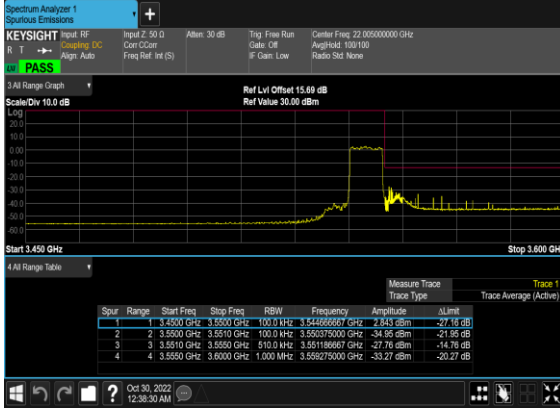 Spectrum Analyzer 1
Spurious Emissions
+
KEYSIGHT Input: RF Input Z: 50 Ω Atten: 30 dB Trig: Free Run Center Freq: 22.005000000 GHz
R T Coupling: DC Corr CCorr Gate: Off Avg|Hold: 100/100
Align: Auto Freq Ref: Int (S) IF Gain: Low Radio Std: None
PASS
3 All Range Graph
Ref Lvl Offset 15.69 dB
Scale/Div 10.0 dB Ref Value 30.00 dBm
Log
20.0
10.0
0.00
-10.0
-20.0
-30.0
-40.0
-50.0
-60.0
Start 3.450 GHz Stop 3.600 GH
4 All Range Table
Measure Trace Trace 1
Trace Type Trace Average (Active)
Spur Range Start Freq Stop Freq RBW Frequency Amplitude ΔLimit
1 1 3.4500 GHz 3.5500 GHz 100.0 kHz 3.544666667 GHz 2.843 dBm -27.16 dB
2 2 3.5500 GHz 3.5510 GHz 100.0 kHz 3.550375000 GHz -34.95 dBm -21.95 dB
3 3 3.5510 GHz 3.5550 GHz 510.0 kHz 3.551186667 GHz -27.76 dBm -14.76 dB
4 4 3.5550 GHz 3.6000 GHz 1.000 MHz 3.559275000 GHz -33.27 dBm -20.27 dB
? Oct 30, 2022
12:38:30 AM